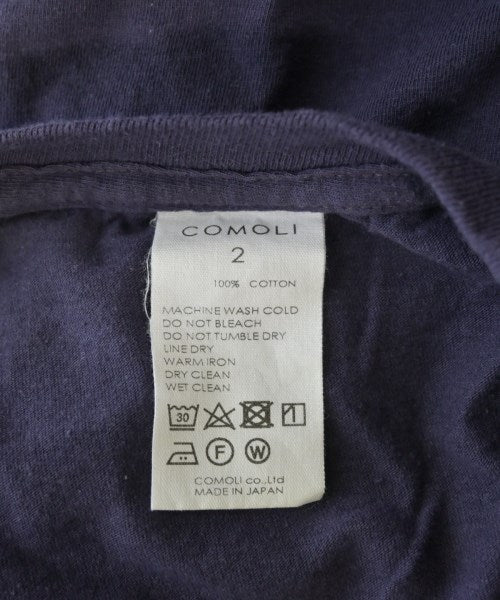 COMOLI
2
100% COTTON
MACHINE WASH COLD
DO NOT BLEACH
DO NOT TUMBLE DRY
LINE DRY
WARM IRON
DRY CLEAN
WET CLEAN
30
F W
COMOLI co.,Ltd
MADE IN JAPAN